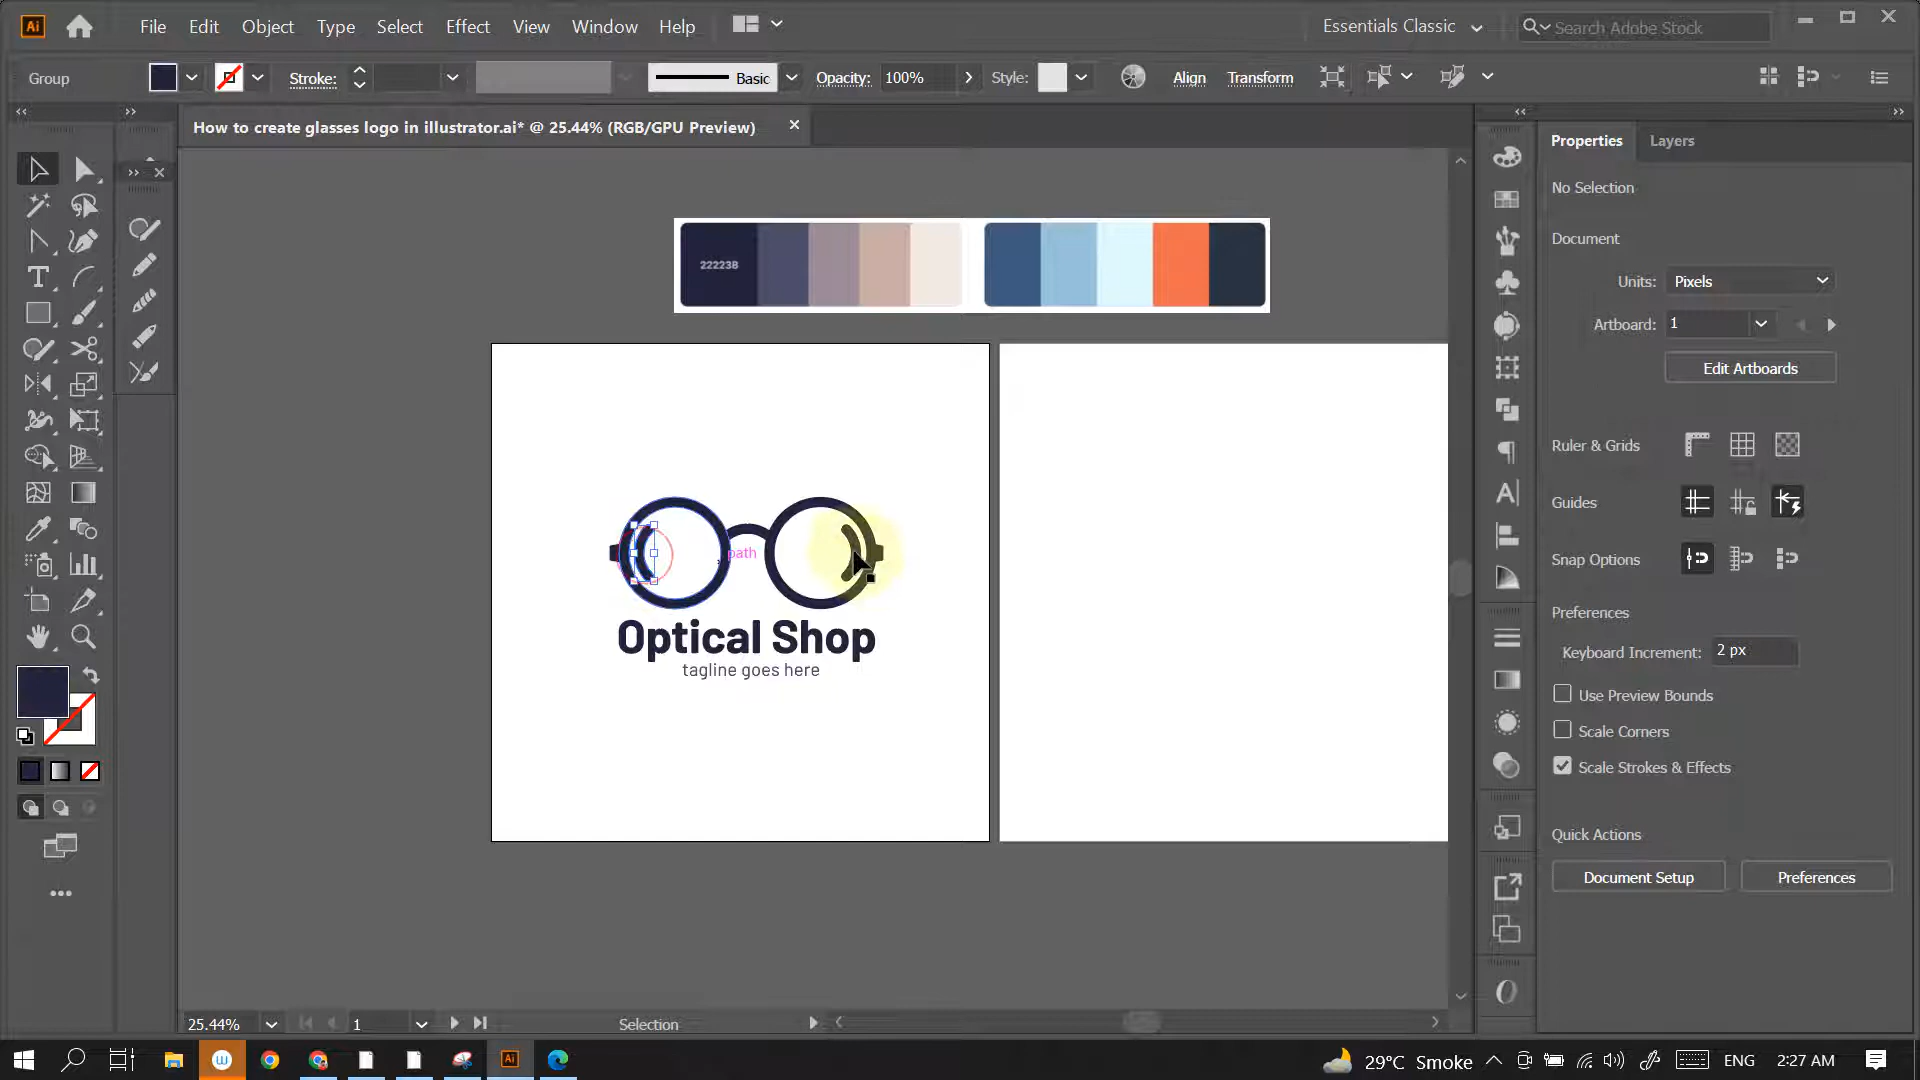 Ai File Edit Object Type Select Effect View Window Help Essentials Classic Search Adobe Stock
Group Stroke: Basic Opacity: 100% Style: Align Transform
How to create glasses logo in illustrator.ai* @ 25.44% (RGB/GPU Preview)
Properties Layers
No Selection
Document
Units: Pixels
Artboard: 1
Edit Artboards
Ruler & Grids
Guides
Snap Options
Preferences
Keyboard Increment: 2 px
Use Preview Bounds
Scale Corners
Scale Strokes & Effects
Quick Actions
Document Setup Preferences
222238
path
Optical Shop
tagline goes here
25.44% 1 Selection
Ai 29°C Smoke ENG 2:27 AM